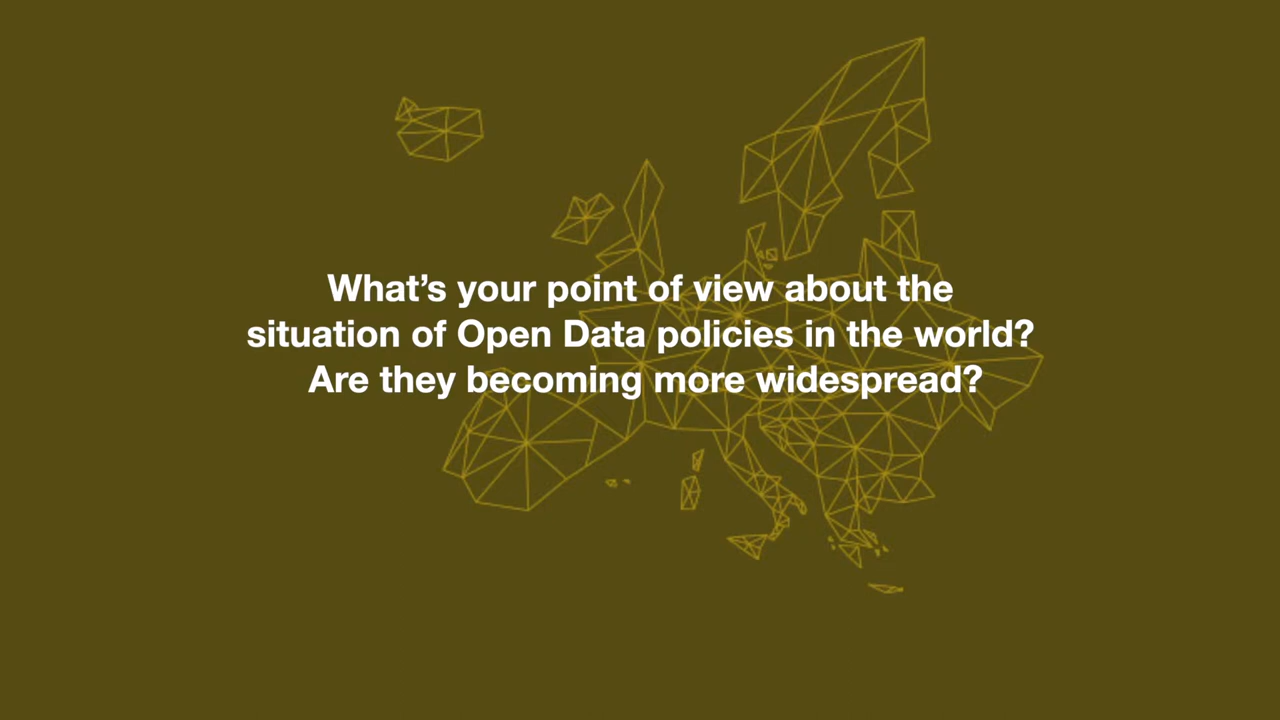 What’s your point of view about the
situation of Open Data policies in the world?
Are they becoming more widespread?